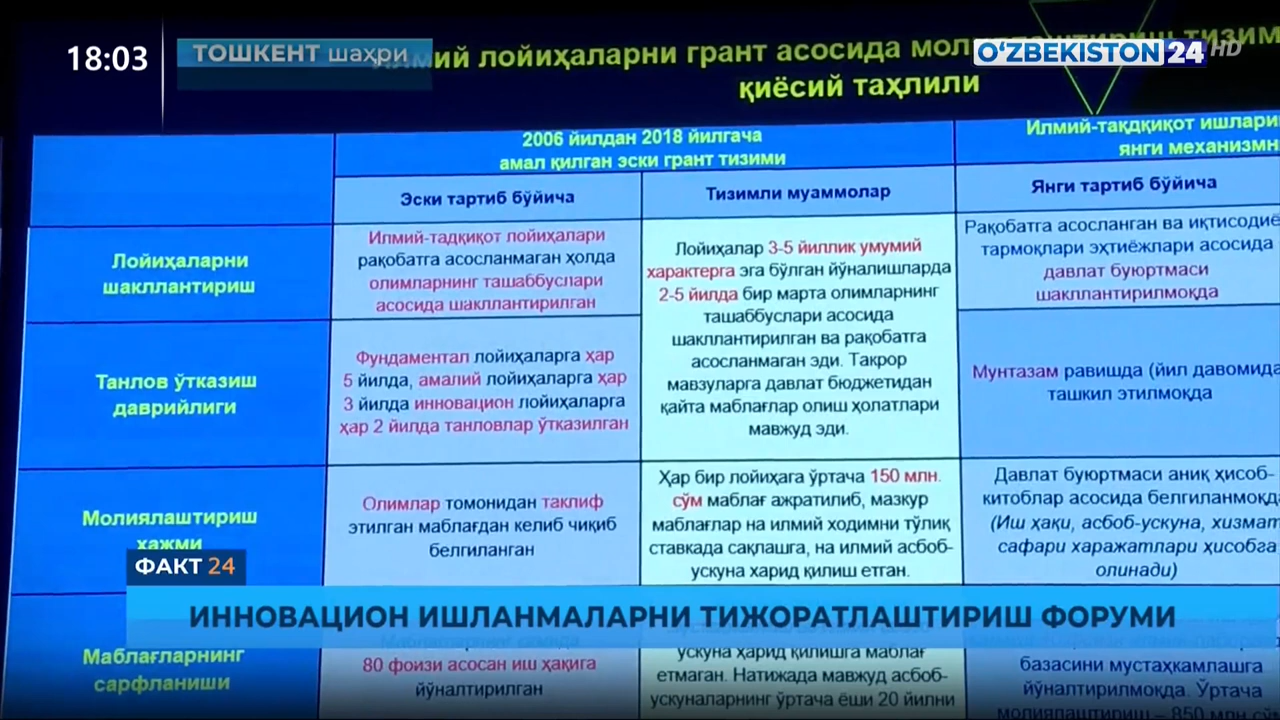 18:03
ТОШКЕНТ шаҳри
O‘ZBEKISTON 24 HD
лойиҳаларни грант асосида
қиёсий таҳлили
2006 йилдан 2018 йилгача
амал қилган эски грант тизими
Илмий-тақдқиқот
янги
Эски тартиб бўйича
Тизимли муаммолар
Янги тартиб бўйича
Лойиҳаларни
шакллантириш
Илмий-тадқиқот лойиҳалари
рақобатга асосланмаган ҳолда
олимларнинг ташаббуслари
асосида шакллантирилган
Лойиҳалар 3-5 йиллик умумий
характерга эга бўлган йўналишларда
2-5 йилда бир марта олимларнинг
ташаббуслари асосида
шакллантирилган ва рақобатга
асосланмаган эди. Такрор
мавзуларга давлат бюджетидан
қайта маблағлар олиш ҳолатлари
мавжуд эди.
Рақобатга асосланган ва
тармоқлари эҳтиёжлари асосида
давлат буюртмаси
шакллантирилмоқда
Танлов ўтказиш
даврийлиги
Фундаментал лойиҳаларга ҳар
5 йилда, амалий лойиҳаларга ҳар
3 йилда инновацион лойиҳаларга
ҳар 2 йилда танловлар ўтказилган
Мунтазам равишда (йил давомида
ташкил этилмоқда
Молиялаштириш
ҳажми
Олимлар томонидан таклиф
этилган маблағдан келиб чиқиб
белгиланган
Ҳар бир лойиҳага ўртача 150 млн.
сўм маблағ ажратилиб, мазкур
маблағлар на илмий ходимни тўлиқ
ставкада сақлашга, на илмий асбоб-
ускуна харид қилиш етган.
Давлат буюртмаси аниқ ҳисоб-
китоблар асосида
(Иш ҳақи, асбоб-ускуна,
сафари харажатлари ҳисобга
олинади)
ФАКТ 24
ИННОВАЦИОН ИШЛАНМАЛАРНИ ТИЖОРАТЛАШТИРИШ ФОРУМИ
Маблағларнинг
сарфланиши
80 фоизи асосан иш ҳақига
йўналтирилган
ускуна ҳарид қилишга маблағ
етмаган. Натижада мавжуд асбоб-
ускуналарнинг ўртача ёши 20 йилни
базасини мустаҳкамлашга
йўналтирилмоқда. Ўртача
молиялаштириш – 850 млн сўм